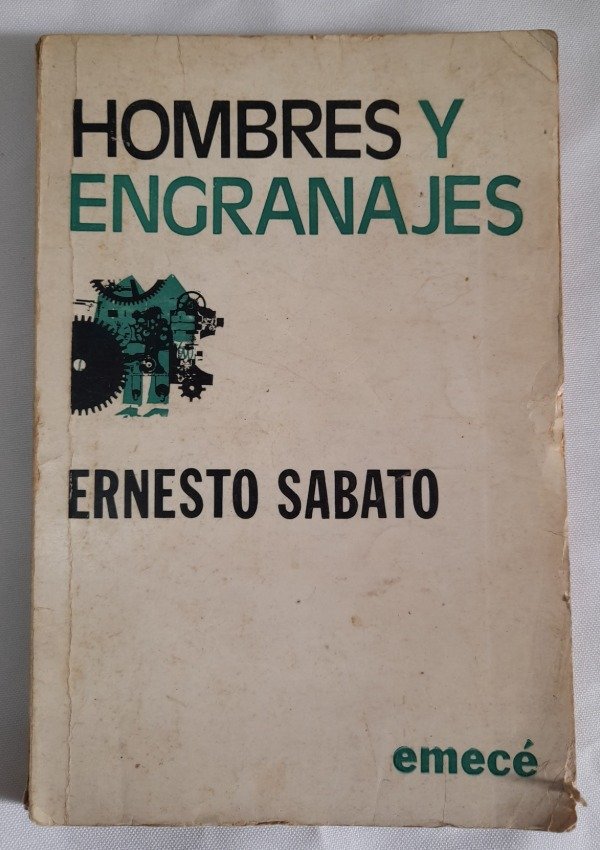 HOMBRES Y
ENGRANAJES
ERNESTO SABATO
emecé